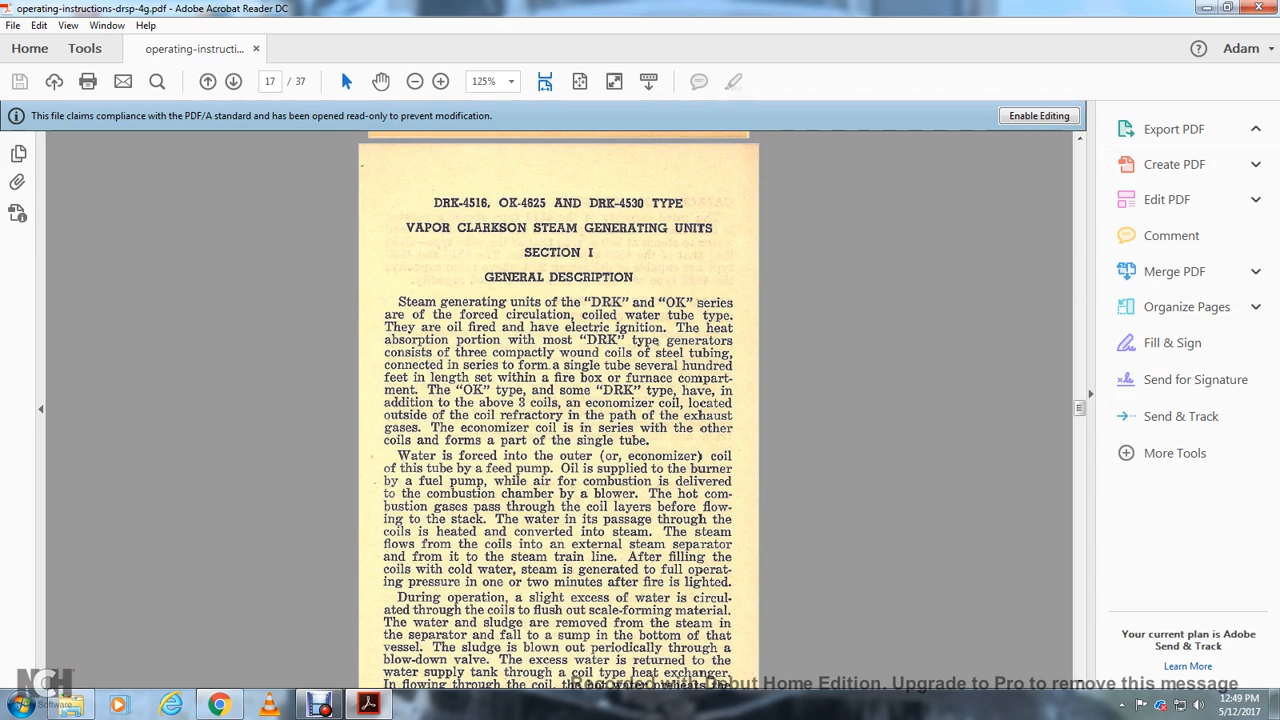 operating-instructions-drsp-4g.pdf - Adobe Acrobat Reader DC
File Edit View Window Help
Home Tools operating-instructi... × Adam
17 / 37 125%
This file claims compliance with the PDF/A standard and has been opened read-only to prevent modification. Enable Editing
DRK-4516, OK-4625 AND DRK-4530 TYPE
VAPOR CLARKSON STEAM GENERATING UNITS
SECTION I
GENERAL DESCRIPTION
Steam generating units of the "DRK" and "OK" series
are of the forced circulation, coiled water tube type.
They are oil fired and have electric ignition. The heat
absorption portion with most "DRK" type generators
consists of three compactly wound coils of steel tubing,
connected in series to form a single tube several hundred
feet in length set within a fire box or furnace compart-
ment. The "OK" type, and some "DRK" type, have, in
addition to the above 3 coils, an economizer coil, located
outside of the coil refractory in the path of the exhaust
gases. The economizer coil is in series with the other
coils and forms a part of the single tube.
Water is forced into the outer (or, economizer) coil
of this tube by a feed pump. Oil is supplied to the burner
by a fuel pump, while air for combustion is delivered
to the combustion chamber by a blower. The hot com-
bustion gases pass through the coil layers before flow-
ing to the stack. The water in its passage through the
coils is heated and converted into steam. The steam
flows from the coils into an external steam separator
and from it to the steam train line. After filling the
coils with cold water, steam is generated to full operat-
ing pressure in one or two minutes after fire is lighted.
During operation, a slight excess of water is circul-
ated through the coils to flush out scale-forming material.
The water and sludge are removed from the steam in
the separator and fall to a sump in the bottom of that
vessel. The sludge is blown out periodically through a
blow-down valve. The excess water is returned to the
water supply tank through a coil type heat exchanger.
In flowing through the coil, the hot water
Export PDF
Create PDF
Edit PDF
Comment
Merge PDF
Organize Pages
Fill & Sign
Send for Signature
Send & Track
More Tools
Your current plan is Adobe
Send & Track
Learn More
NCH
Software
Recorded with Debut Home Edition. Upgrade to Pro to remove this message
12:49 PM
5/12/2017